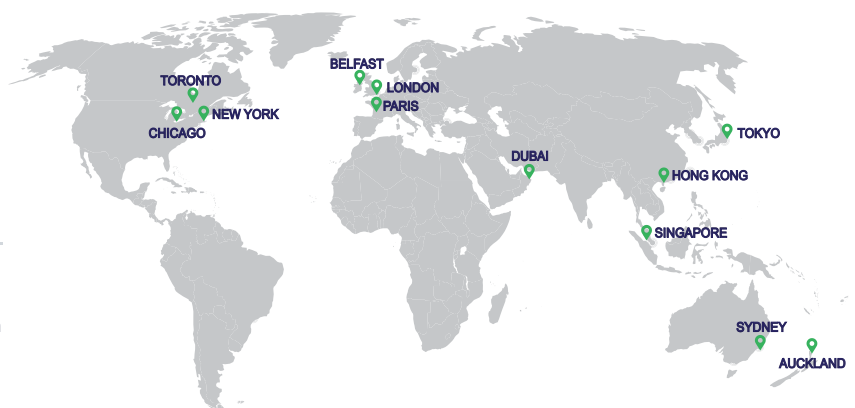 BELFAST
TORONTO
LONDON
PARIS
NEW YORK
CHICAGO
TOKYO
DUBAI
HONG KONG
SINGAPORE
SYDNEY
AUCKLAND